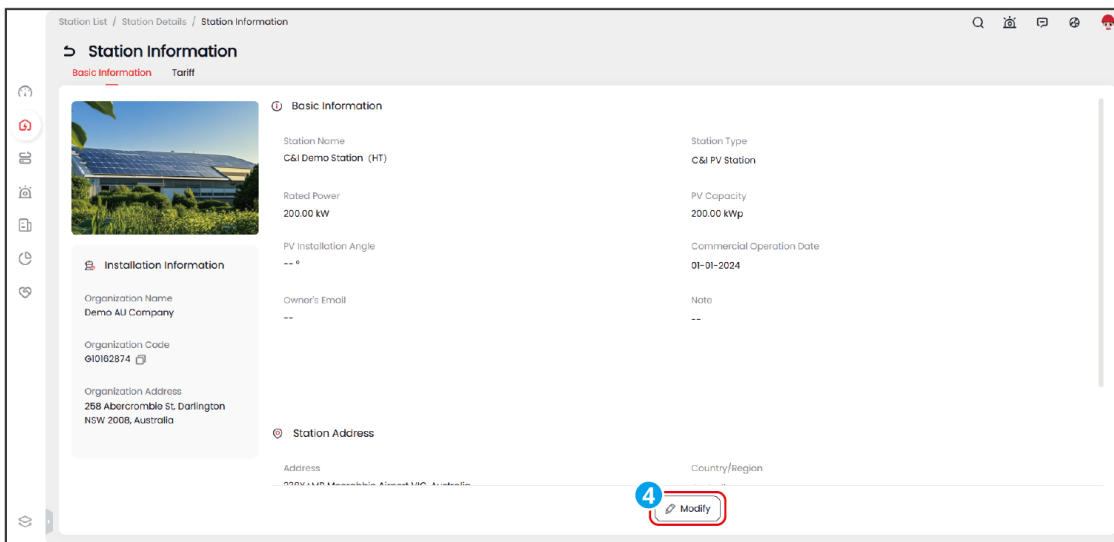 Station List / Station Details / Station Information
Station Information
Basic Information Tariff
Basic Information
Station Name
C&I Demo Station（HT）
Station Type
C&I PV Station
Rated Power
200.00 kW
PV Capacity
200.00 kWp
PV Installation Angle
-- °
Commercial Operation Date
01-01-2024
Owner's Email
--
Note
--
Installation Information
Organization Name
Demo AU Company
Organization Code
G10162874
Organization Address
258 Abercrombie St, Darlington
NSW 2008, Australia
Station Address
Address
Airport VIC, Australia
Country/Region
4
Modify